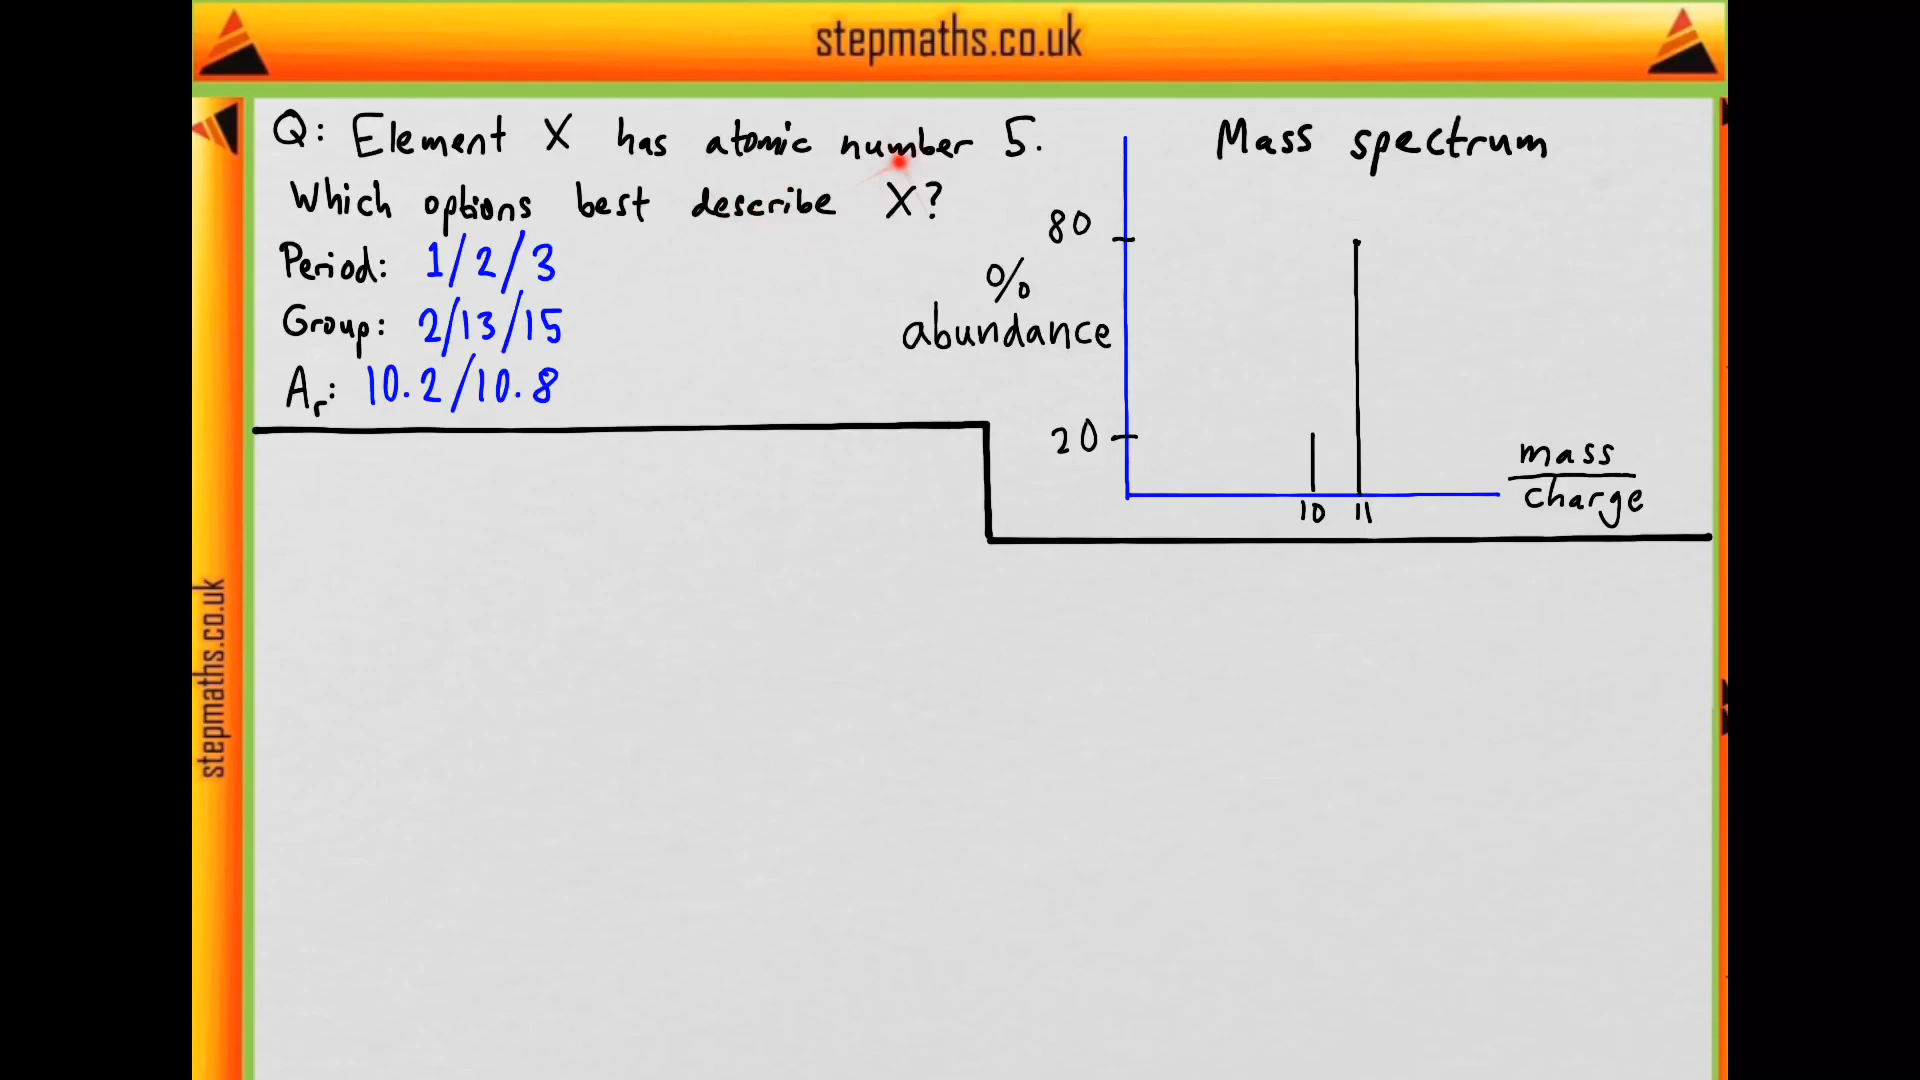 stepmaths.co.uk
Q: Element X has atomic number 5.
Which options best describe X?
Period: 1/2/3
Group: 2/13/15
Ar: 10.2/10.8
Mass spectrum
80
%
abundance
20
mass
charge
10 11
stepmaths.co.uk